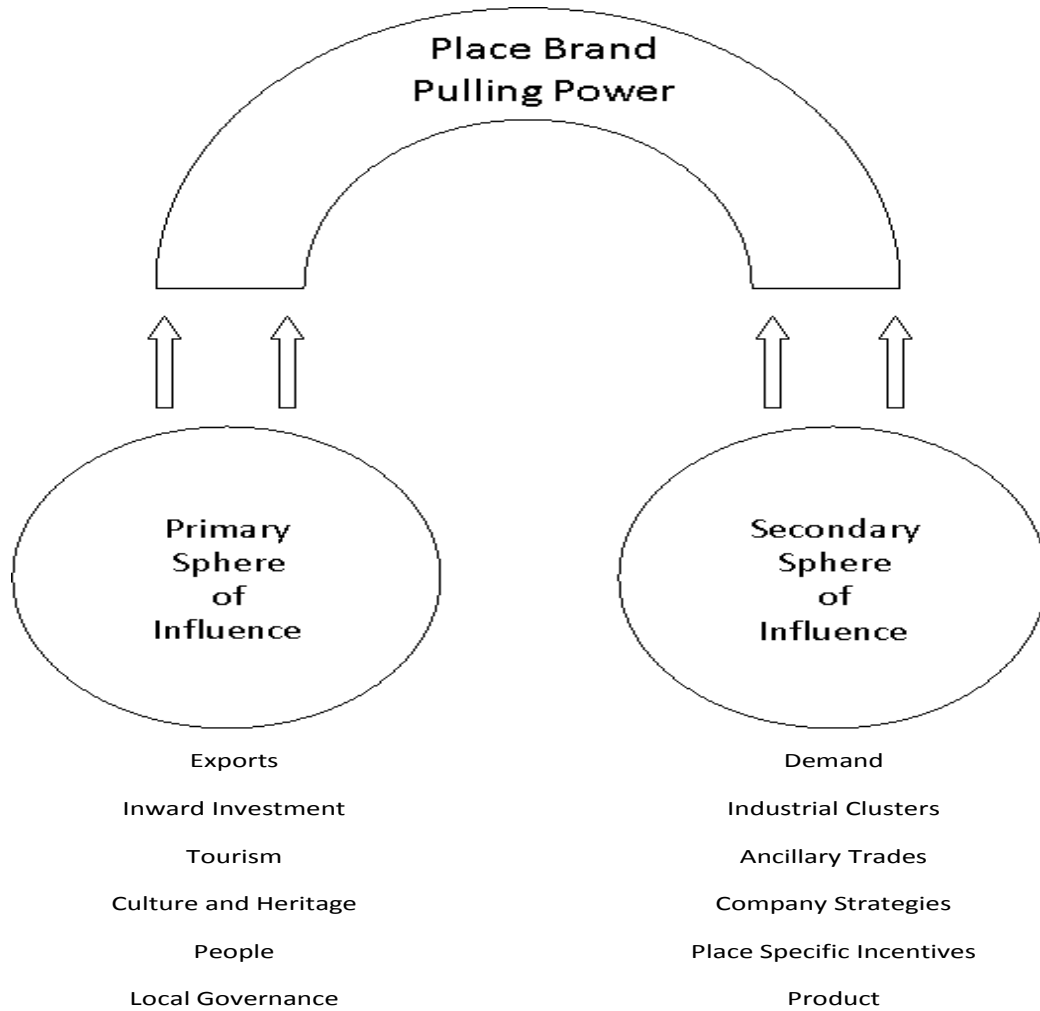 Place Brand
Pulling Power
Primary
Sphere
of
Influence
Secondary
Sphere
of
Influence
Exports
Inward Investment
Tourism
Culture and Heritage
People
Local Governance
Demand
Industrial Clusters
Ancillary Trades
Company Strategies
Place Specific Incentives
Product